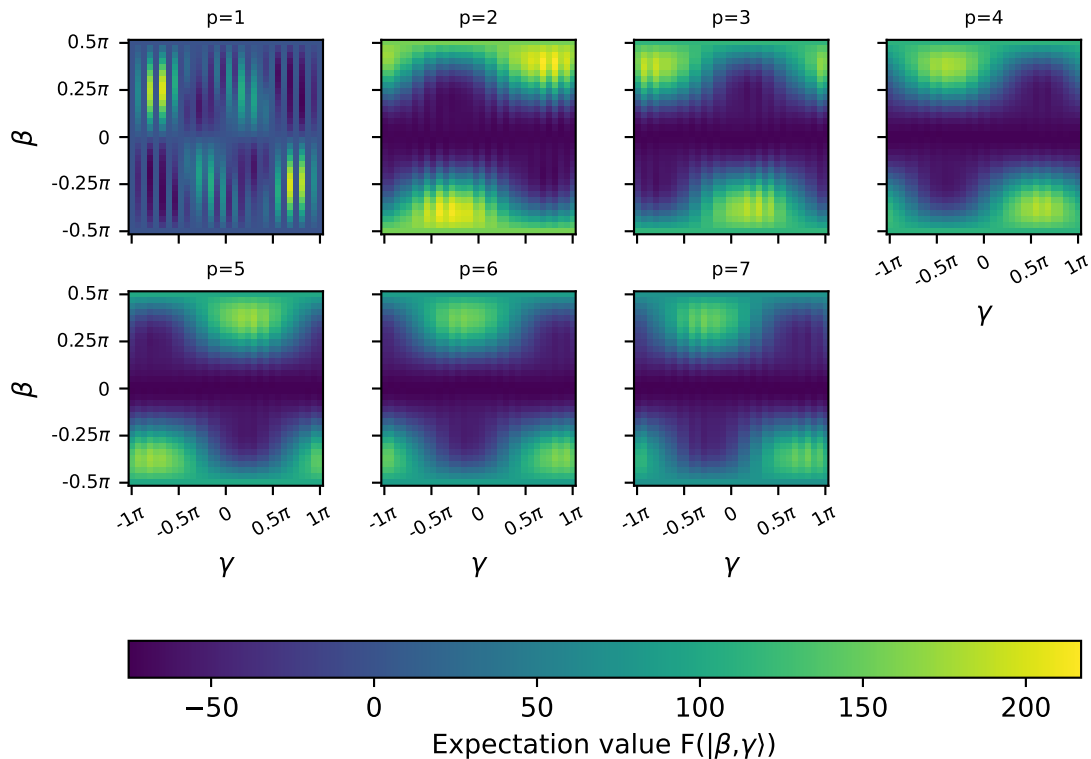 p=1
p=2
p=3
p=4
0.5π
0.25π
0
-0.25π
-0.5π
β
-1π
-0.5π
0
0.5π
1π
γ
p=5
p=6
p=7
0.5π
0.25π
0
-0.25π
-0.5π
β
-1π
-0.5π
0
0.5π
1π
-1π
-0.5π
0
0.5π
1π
-1π
-0.5π
0
0.5π
1π
γ
γ
γ
−50
0
50
100
150
200
Expectation value F(|β,γ⟩)